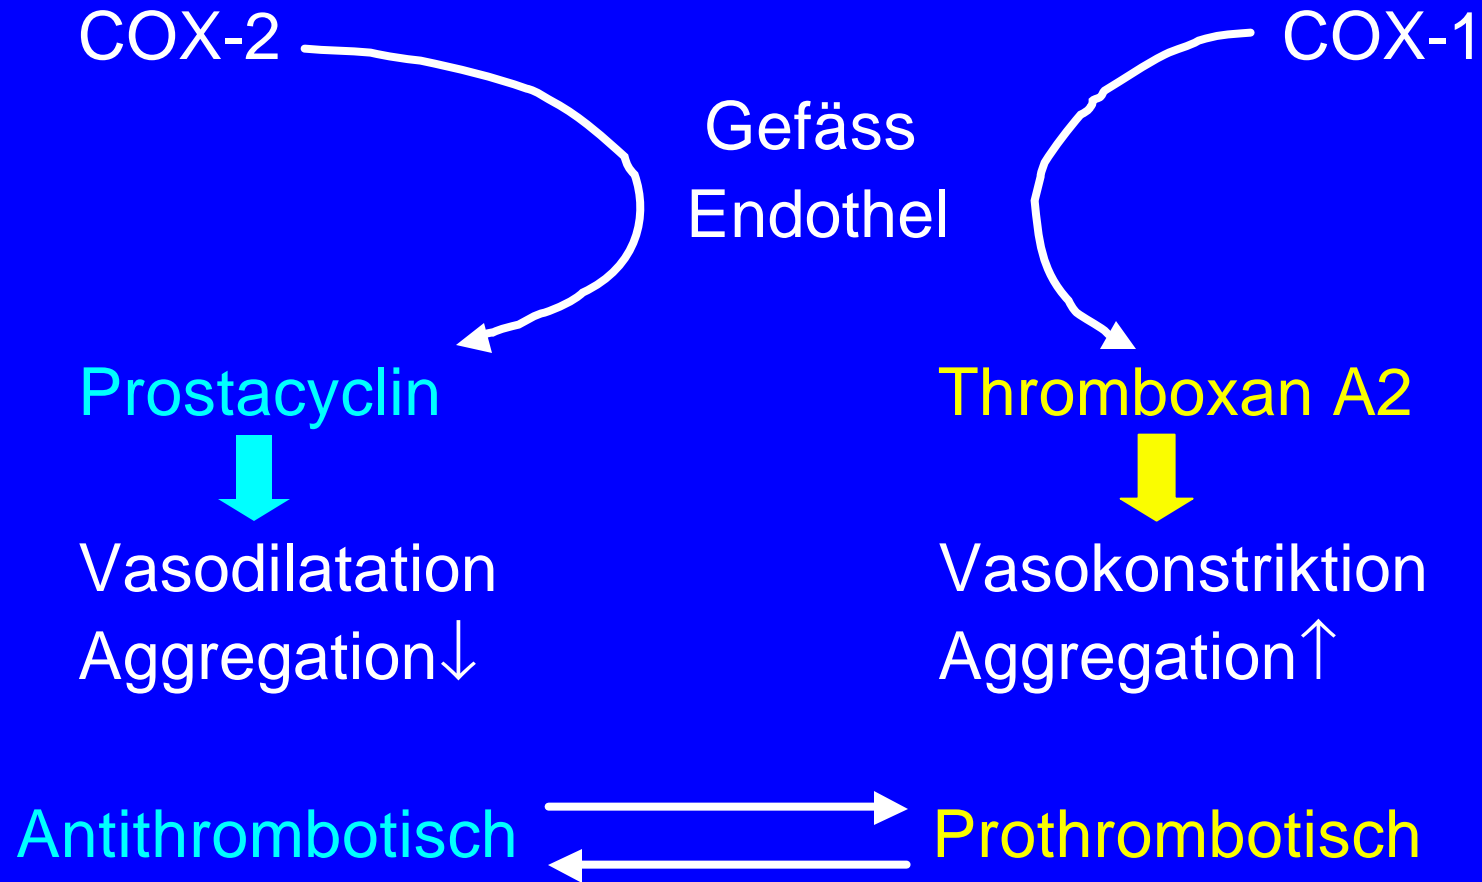 COX-2
COX-1
Gefäss
Endothel
Prostacyclin
Thromboxan A2
Vasodilatation
Aggregation↓
Vasokonstriktion
Aggregation↑
Antithrombotisch
Prothrombotisch